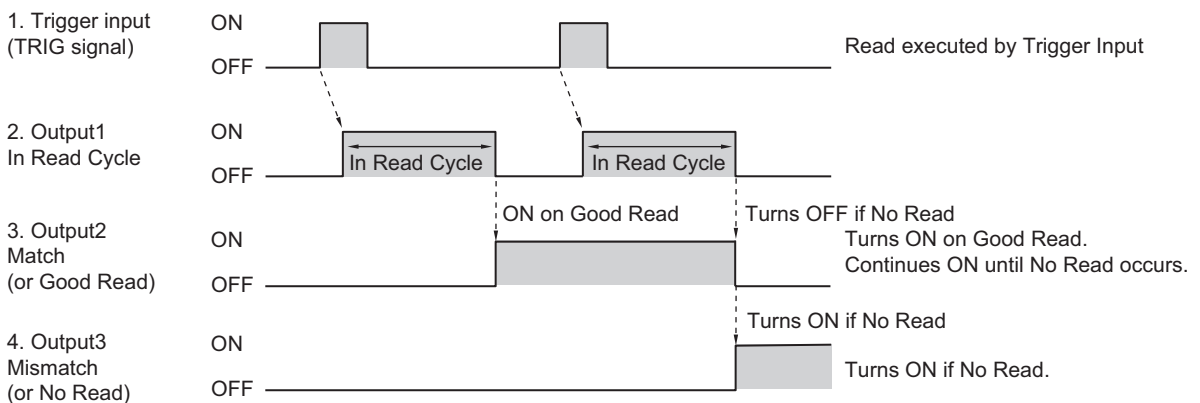 1. Trigger input
(TRIG signal)
ON
OFF
Read executed by Trigger Input
2. Output1
In Read Cycle
ON
OFF
In Read Cycle
In Read Cycle
ON on Good Read
Turns OFF if No Read
3. Output2
Match
(or Good Read)
ON
OFF
Turns ON on Good Read.
Continues ON until No Read occurs.
Turns ON if No Read
4. Output3
Mismatch
(or No Read)
ON
OFF
Turns ON if No Read.